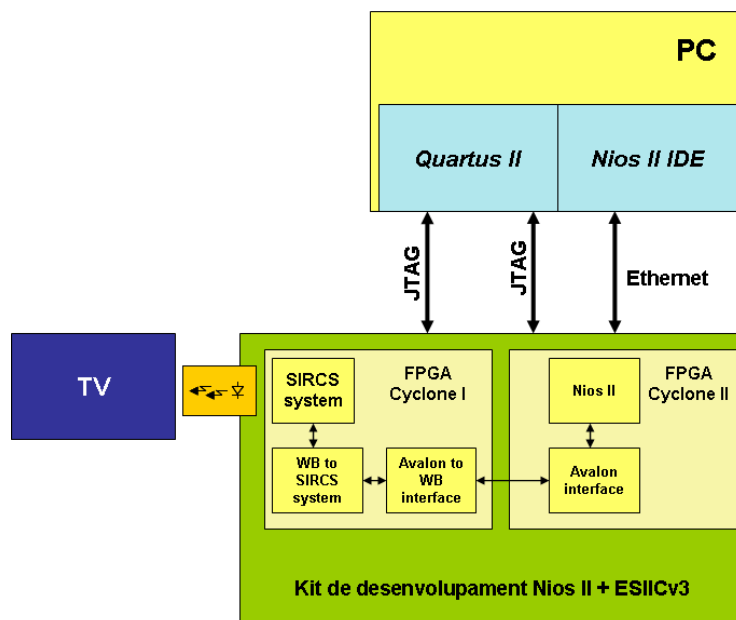 PC
Quartus II
Nios II IDE
JTAG
JTAG
Ethernet
TV
SIRCS
system
FPGA
Cyclone I
Nios II
FPGA
Cyclone II
WB to
SIRCS
system
Avalon to
WB
interface
Avalon
interface
Kit de desenvolupament Nios II + ESIICv3